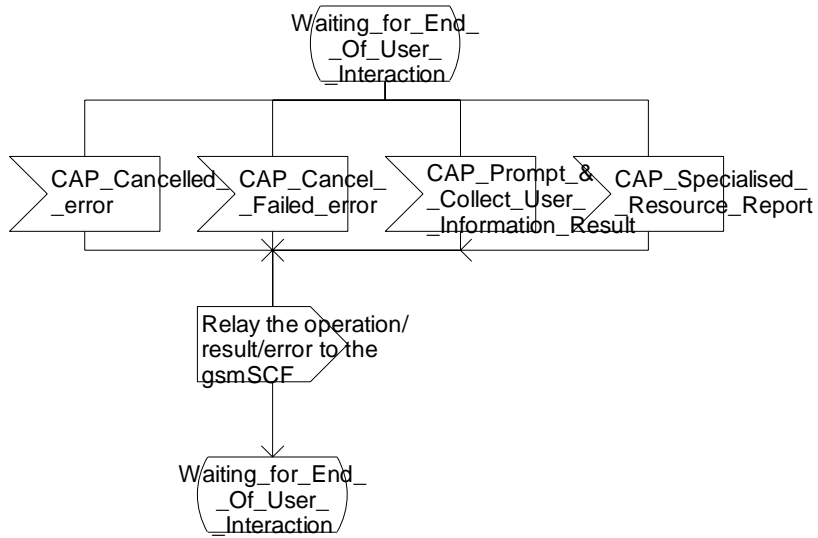 Waiting_for_End_
_Of_User_
_Interaction
CAP_Cancelled_
_error
CAP_Cancel_
_Failed_error
CAP_Prompt_&
_Collect_User_
_Information_Result
CAP_Specialised_
_Resource_Report
Relay the operation/
result/error to the
gsmSCF
Waiting_for_End_
_Of_User_
_Interaction